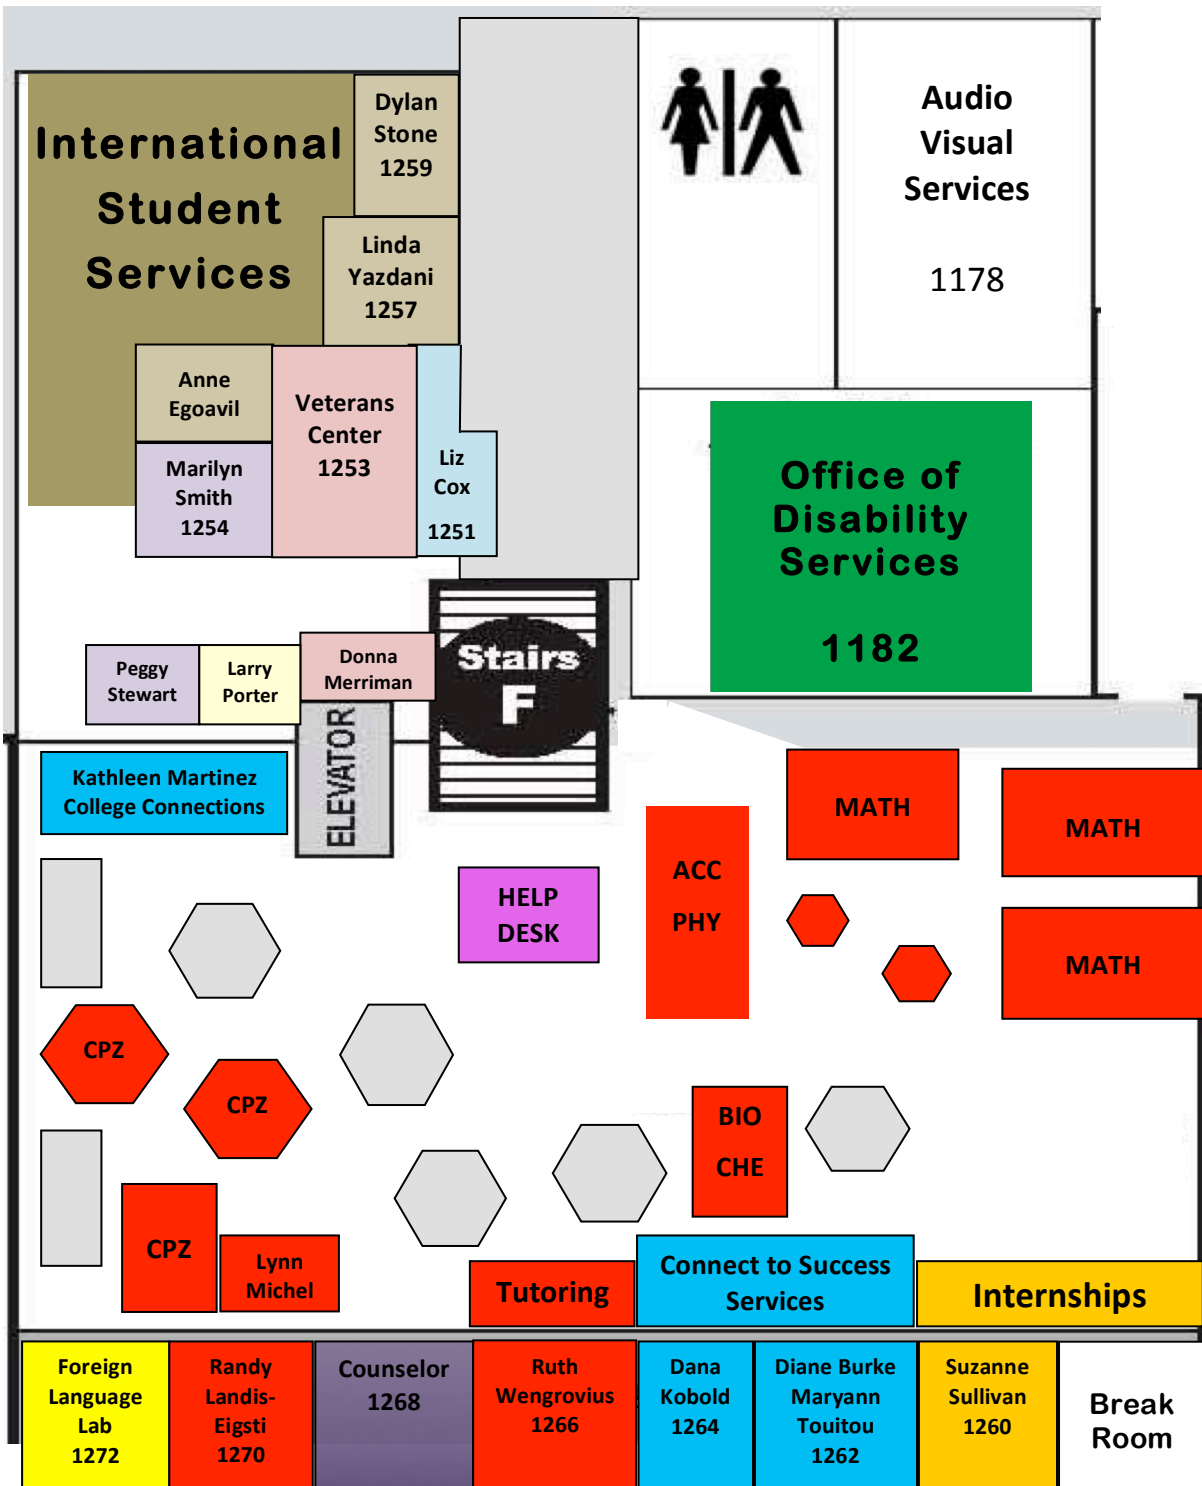 International
Student
Services
Dylan
Stone
1259
Linda
Yazdani
1257
Audio
Visual
Services
1178
Anne
Egoavil
Marilyn
Smith
1254
Veterans
Center
1253
Liz
Cox
1251
Office of
Disability
Services
1182
Peggy
Stewart
Larry
Porter
Donna
Merriman
Stairs
F
ELEVATOR
Kathleen Martinez
College Connections
HELP
DESK
ACC
PHY
MATH
MATH
MATH
CPZ
CPZ
CPZ
Lynn
Michel
BIO
CHE
Tutoring
Connect to Success
Services
Internships
Foreign
Language
Lab
1272
Randy
Landis-
Eigsti
1270
Counselor
1268
Ruth
Wengrovius
1266
Dana
Kobold
1264
Diane Burke
Maryann
Touitou
1262
Suzanne
Sullivan
1260
Break
Room